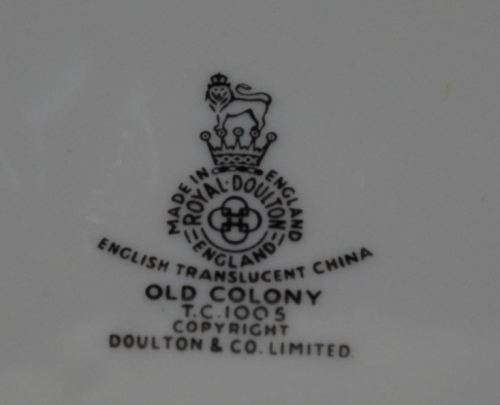 MADE IN ENGLAND
ROYAL·DOULTON
ENGLAND
ENGLISH TRANSLUCENT CHINA
OLD COLONY
T.C.1005
COPYRIGHT
DOULTON & CO. LIMITED.